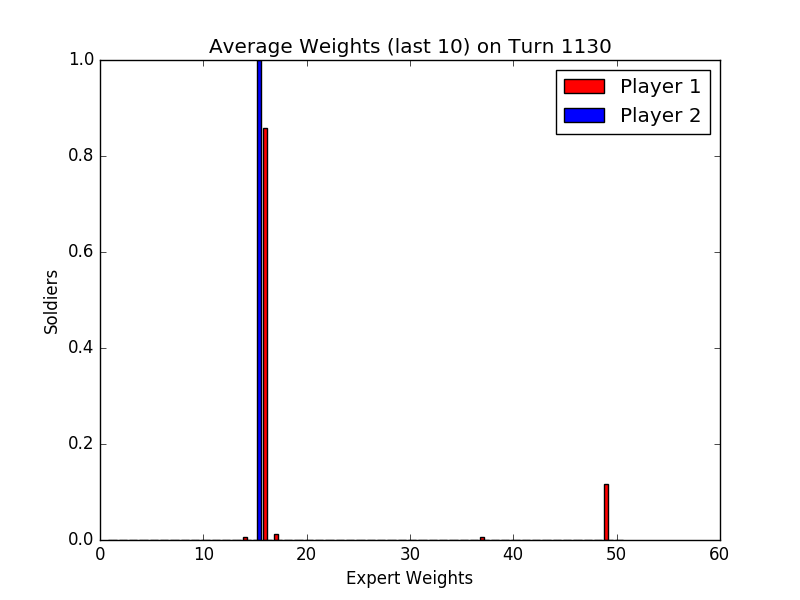 Average Weights (last 10) on Turn 1130
Player 1
Player 2
1.0
0.8
0.6
0.4
0.2
0.0
Soldiers
0 10 20 30 40 50 60
Expert Weights